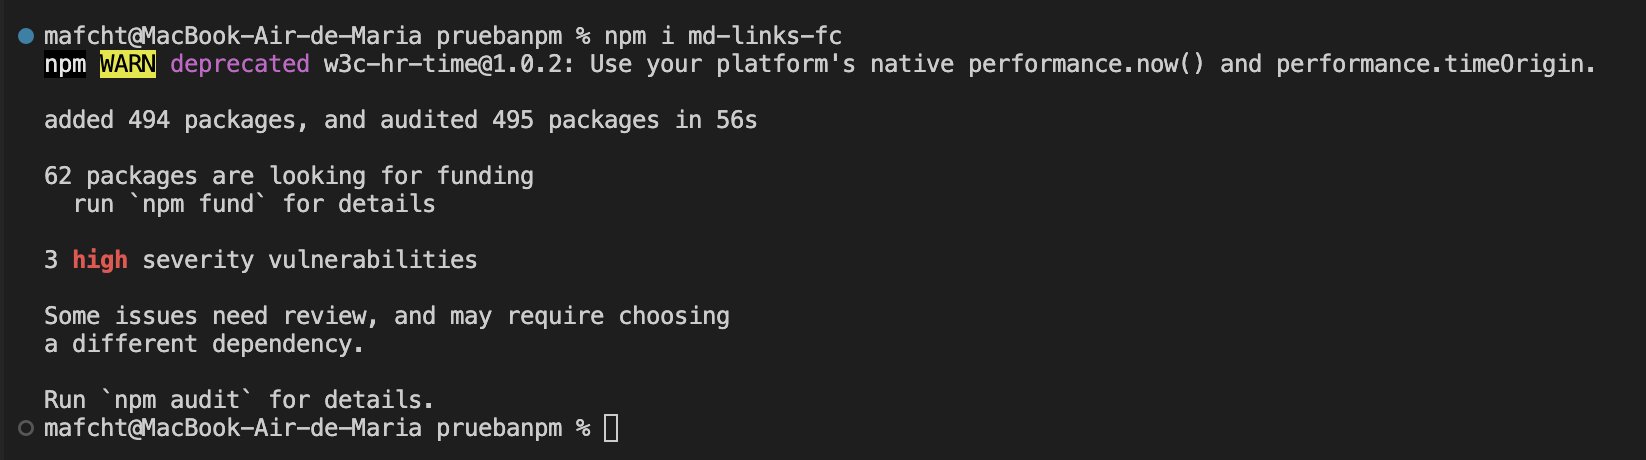 mafcht@MacBook-Air-de-Maria pruebanpm % npm i md-links-fc
npm WARN deprecated w3c-hr-time@1.0.2: Use your platform's native performance.now() and performance.timeOrigin.
added 494 packages, and audited 495 packages in 56s
62 packages are looking for funding
  run `npm fund` for details
3 high severity vulnerabilities
Some issues need review, and may require choosing
a different dependency.
Run `npm audit` for details.
mafcht@MacBook-Air-de-Maria pruebanpm %